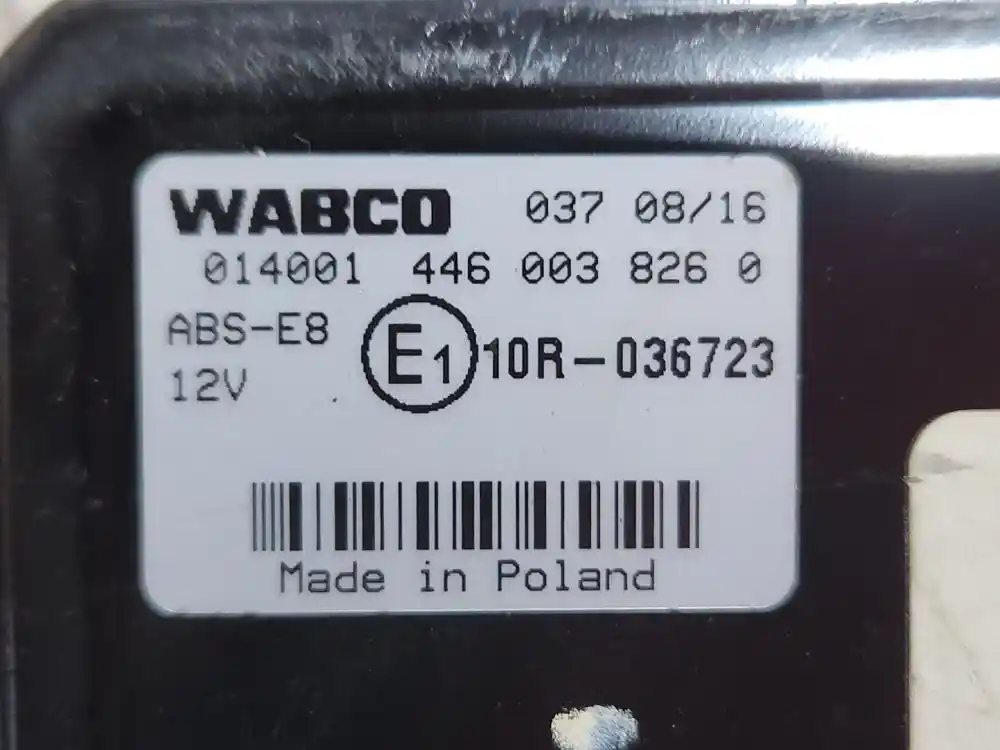 WABCO 037 08/16
014001 446 003 826 0
ABS-E8 E1 10R-036723
12V
Made in Poland